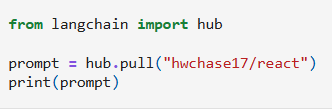 from langchain import hub
prompt = hub.pull("hwchase17/react")
print(prompt)